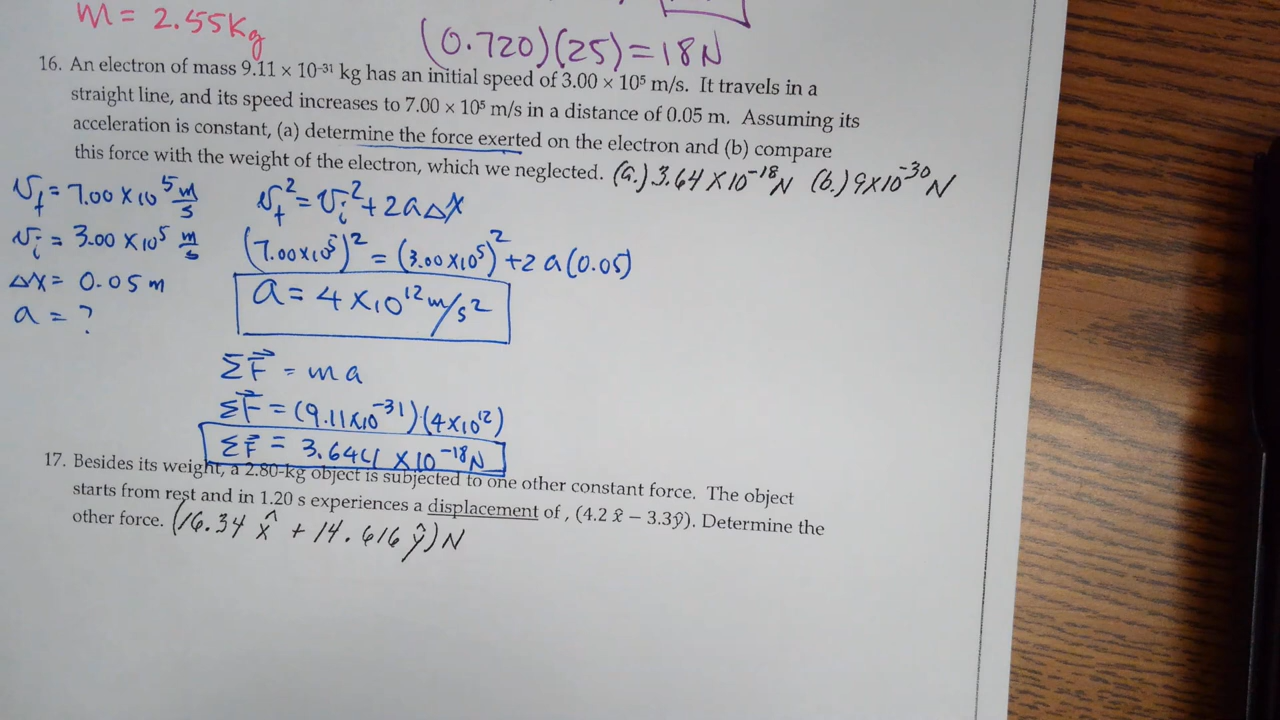 m = 2.55kg
(0.720)(25)=18N
16. An electron of mass 9.11 × 10⁻³¹ kg has an initial speed of 3.00 × 10⁵ m/s. It travels in a
straight line, and its speed increases to 7.00 × 10⁵ m/s in a distance of 0.05 m. Assuming its
acceleration is constant, (a) determine the force exerted on the electron and (b) compare
this force with the weight of the electron, which we neglected. (a.) 3.64 × 10⁻¹⁸ N (b.) 9×10⁻³⁰ N
v_f = 7.00 × 10⁵ m/s
v_i = 3.00 × 10⁵ m/s
Δx = 0.05 m
a = ?
v_f² = v_i² + 2aΔx
(7.00×10⁵)² = (3.00×10⁵)² + 2a(0.05)
a = 4 × 10¹² m/s²
ΣF⃗ = ma
ΣF⃗ = (9.11×10⁻³¹)(4×10¹²)
ΣF⃗ = 3.644 × 10⁻¹⁸ N
17. Besides its weight, a 2.80-kg object is subjected to one other constant force. The object
starts from rest and in 1.20 s experiences a displacement of , (4.2 x̂ − 3.3ŷ). Determine the
other force. (16.34 x̂ + 14.616 ŷ) N